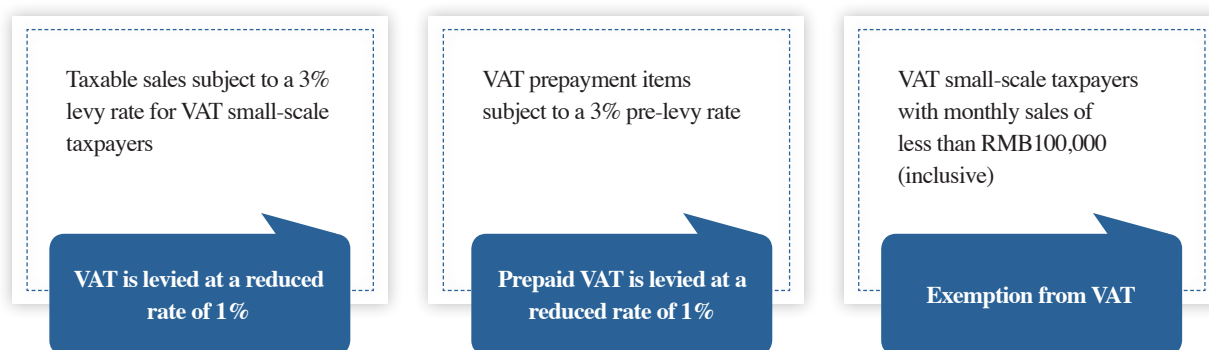 Taxable sales subject to a 3%
levy rate for VAT small-scale
taxpayers
VAT is levied at a reduced
rate of 1%
VAT prepayment items
subject to a 3% pre-levy rate
Prepaid VAT is levied at a
reduced rate of 1%
VAT small-scale taxpayers
with monthly sales of
less than RMB100,000
(inclusive)
Exemption from VAT